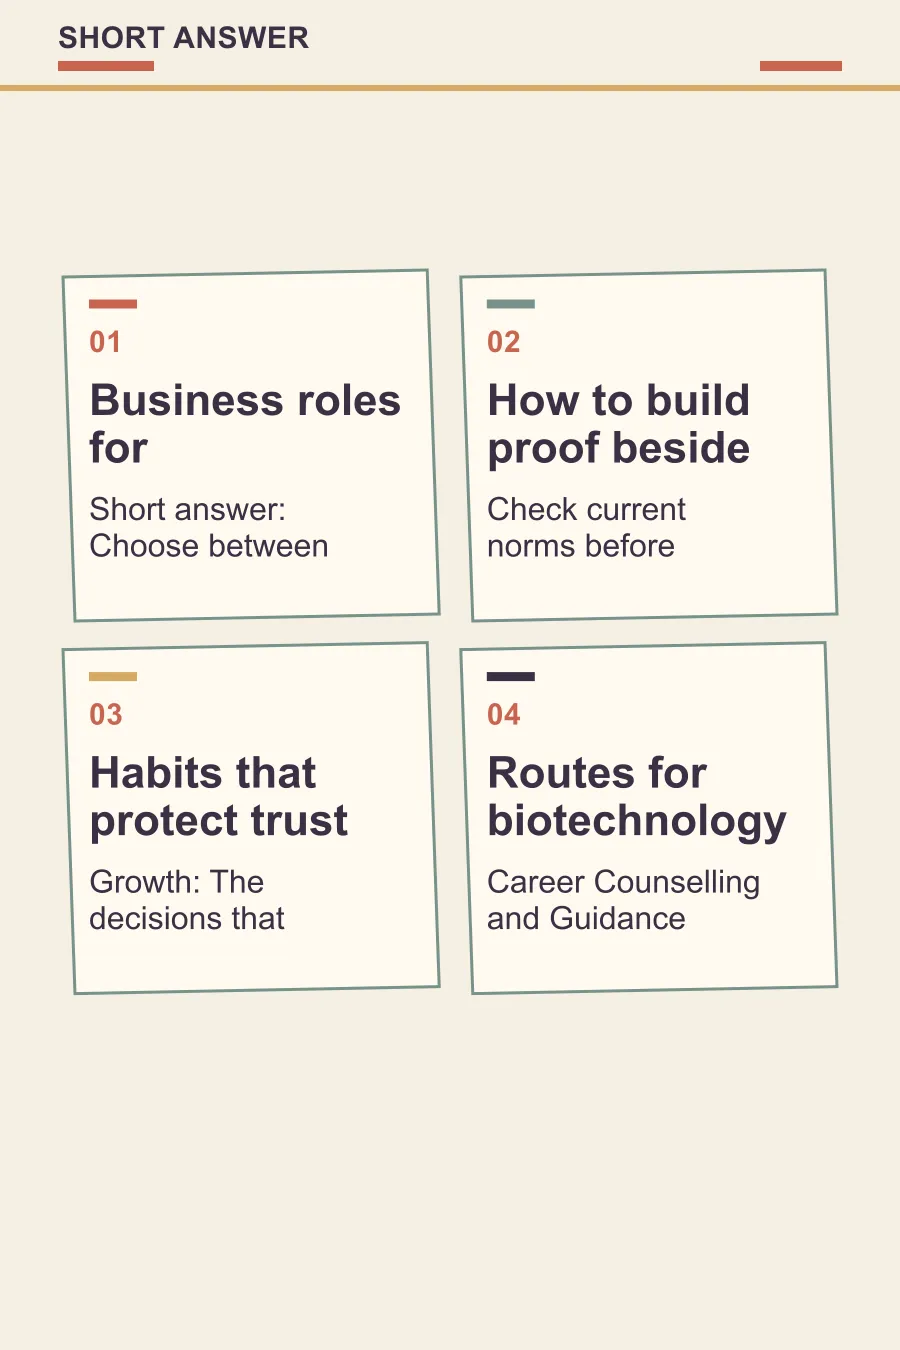 SHORT ANSWER
01
Business roles
for
Short answer:
Choose between
02
How to build
proof beside
Check current
norms before
03
Habits that
protect trust
Growth: The
decisions that
04
Routes for
biotechnology
Career Counselling
and Guidance